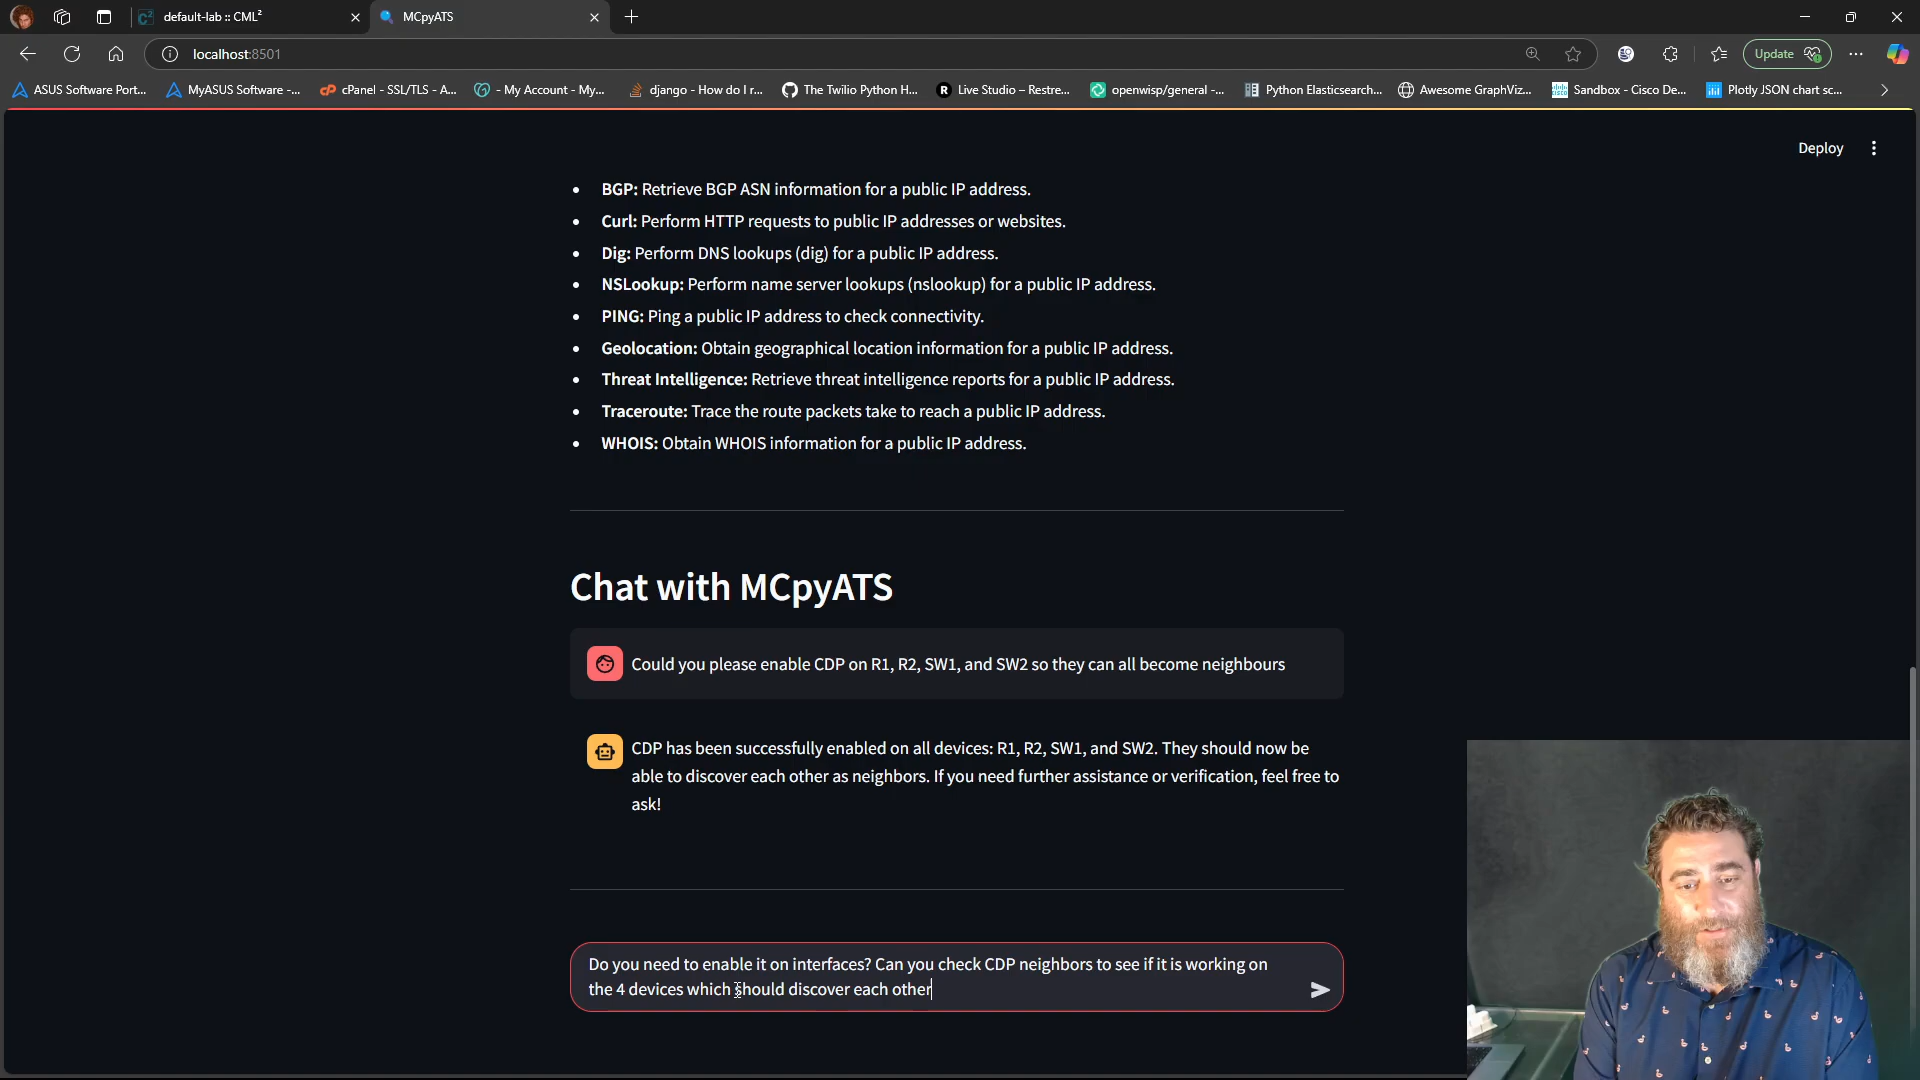 default-lab :: CML²
MCpyATS
localhost:8501
Update
ASUS Software Port...
MyASUS Software -...
cPanel - SSL/TLS - A...
- My Account - My...
django - How do I r...
The Twilio Python H...
Live Studio – Restre...
openwisp/general -...
Python Elasticsearch...
Awesome GraphViz...
Sandbox - Cisco De...
Plotly JSON chart sc...
Deploy
BGP: Retrieve BGP ASN information for a public IP address.
Curl: Perform HTTP requests to public IP addresses or websites.
Dig: Perform DNS lookups (dig) for a public IP address.
NSLookup: Perform name server lookups (nslookup) for a public IP address.
PING: Ping a public IP address to check connectivity.
Geolocation: Obtain geographical location information for a public IP address.
Threat Intelligence: Retrieve threat intelligence reports for a public IP address.
Traceroute: Trace the route packets take to reach a public IP address.
WHOIS: Obtain WHOIS information for a public IP address.
Chat with MCpyATS
Could you please enable CDP on R1, R2, SW1, and SW2 so they can all become neighbours
CDP has been successfully enabled on all devices: R1, R2, SW1, and SW2. They should now be
able to discover each other as neighbors. If you need further assistance or verification, feel free to
ask!
Do you need to enable it on interfaces? Can you check CDP neighbors to see if it is working on
the 4 devices which should discover each other